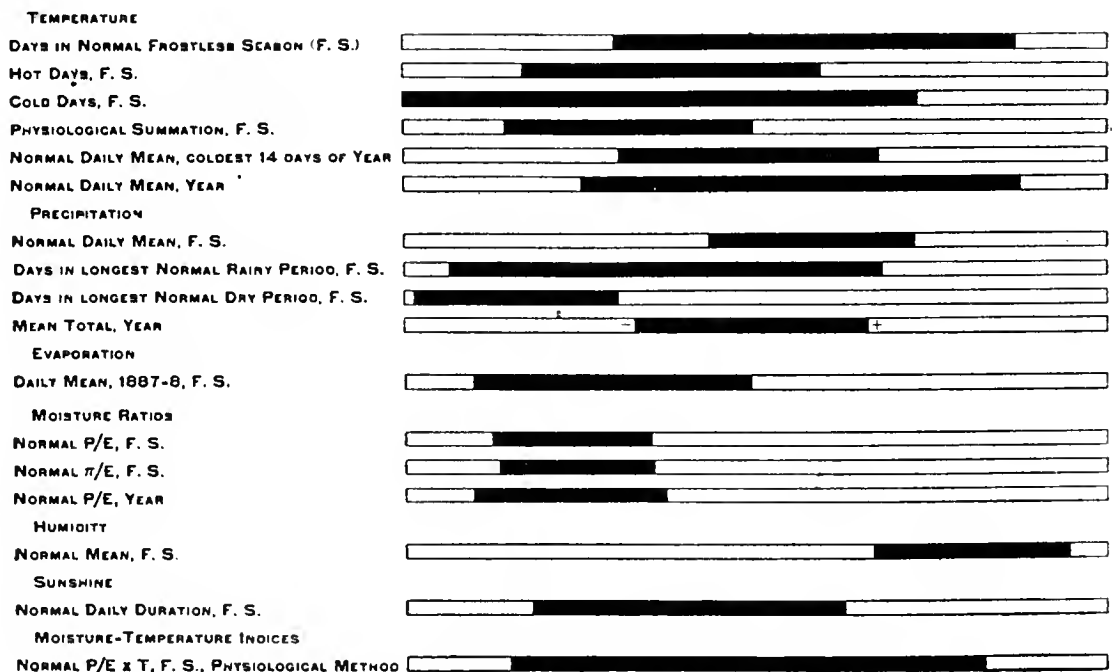 TEMPERATURE
DAYS IN NORMAL FROSTLESS SEASON (F. S.)
HOT DAYS, F. S.
COLD DAYS, F. S.
PHYSIOLOGICAL SUMMATION, F. S.
NORMAL DAILY MEAN, COLDEST 14 DAYS OF YEAR
NORMAL DAILY MEAN, YEAR
PRECIPITATION
NORMAL DAILY MEAN, F. S.
DAYS IN LONGEST NORMAL RAINY PERIOD, F. S.
DAYS IN LONGEST NORMAL DRY PERIOD, F. S.
MEAN TOTAL, YEAR - +
EVAPORATION
DAILY MEAN, 1887-8, F. S.
MOISTURE RATIOS
NORMAL P/E, F. S.
NORMAL π/E, F. S.
NORMAL P/E, YEAR
HUMIDITY
NORMAL MEAN, F. S.
SUNSHINE
NORMAL DAILY DURATION, F. S.
MOISTURE-TEMPERATURE INDICES
NORMAL P/E x T, F. S., PHYSIOLOGICAL METHOD